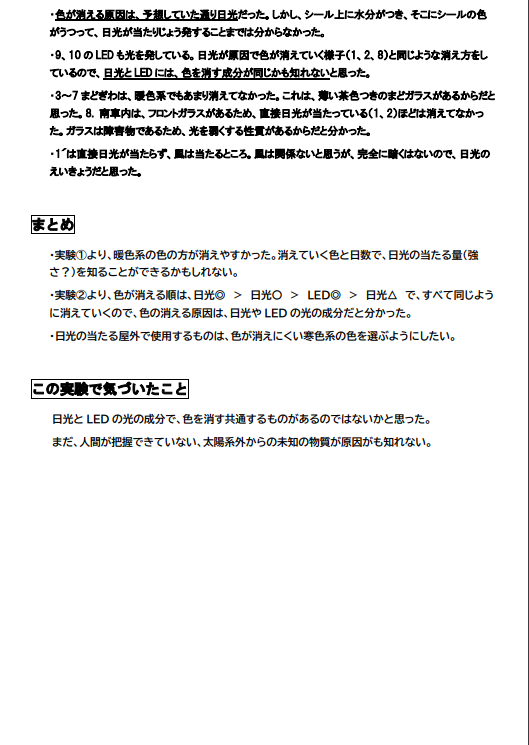 ・色が消える原因は、予想していた通り日光だった。しかし、シール上に水分がつき、そこにシールの色
がうつって、日光が当たりじょう発することまでは分からなかった。
・9、10のLEDも光を発している。日光が原因で色が消えていく様子（1、2、8）と同じような消え方をし
ているので、日光とLEDには、色を消す成分が同じかも知れないと思った。
・3～7まどぎわは、暖色系でもあまり消えてなかった。これは、薄い茶色つきのまどガラスがあるからだと
思った。8．南車内は、フロントガラスがあるため、直接日光が当たっている（1、2）ほどは消えてなかっ
た。ガラスは障害物であるため、光を弱くする性質があるからだと分かった。
・1´は直接日光が当たらず、風は当たるところ。風は関係ないと思うが、完全に暗くはないので、日光の
えいきょうだと思った。
まとめ
・実験①より、暖色系の色の方が消えやすかった。消えていく色と日数で、日光の当たる量（強
さ？）を知ることができるかもしれない。
・実験②より、色が消える順は、日光◎ ＞ 日光〇 ＞ LED◎ ＞ 日光△ で、すべて同じよう
に消えていくので、色の消える原因は、日光やLEDの光の成分だと分かった。
・日光の当たる屋外で使用するものは、色が消えにくい寒色系の色を選ぶようにしたい。
この実験で気づいたこと
日光とLEDの光の成分で、色を消す共通するものがあるのではないかと思った。
まだ、人間が把握できていない、太陽系外からの未知の物質が原因がも知れない。